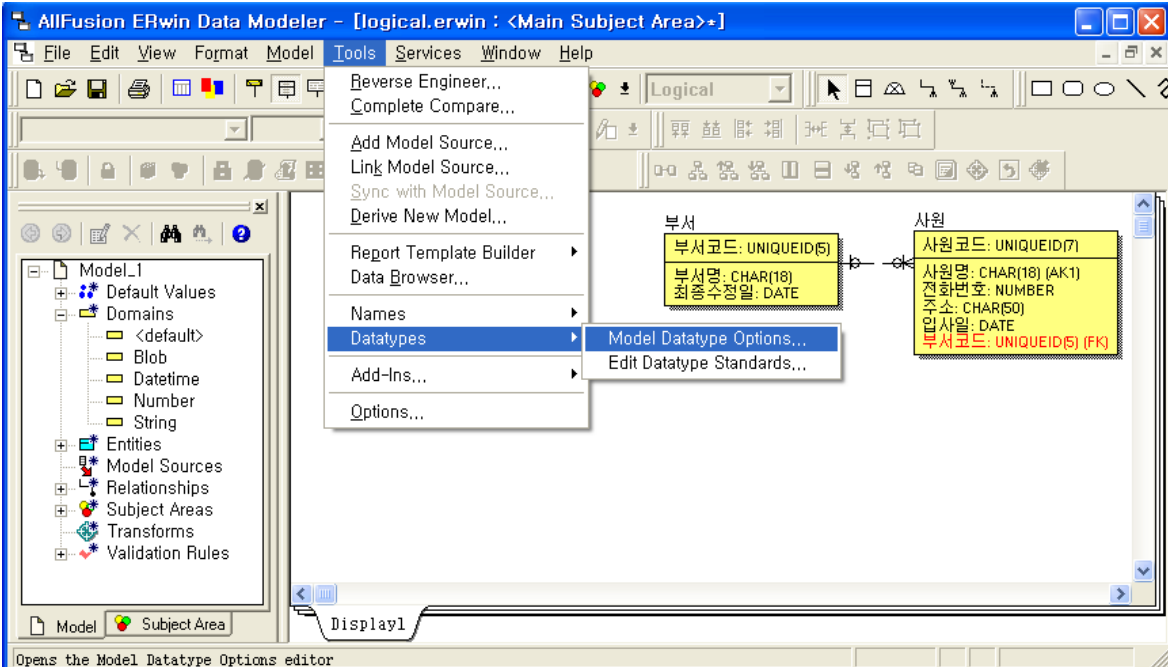 AllFusion ERwin Data Modeler - [logical.erwin : <Main Subject Area>*]
File Edit View Format Model Tools Services Window Help
Logical
Reverse Engineer...
Complete Compare...
Add Model Source...
Link Model Source...
Sync with Model Source...
Derive New Model...
Report Template Builder
Data Browser...
Names
Datatypes
Add-Ins...
Options...
Model Datatype Options...
Edit Datatype Standards...
Model_1
Default Values
Domains
<default>
Blob
Datetime
Number
String
Entities
Model Sources
Relationships
Subject Areas
Transforms
Validation Rules
Model
Subject Area
부서
부서코드: UNIQUEID(5)
부서명: CHAR(18)
최종수정일: DATE
사원
사원코드: UNIQUEID(7)
사원명: CHAR(18) (AK1)
전화번호: NUMBER
주소: CHAR(50)
입사일: DATE
부서코드: UNIQUEID(5) (FK)
Display1
Opens the Model Datatype Options editor